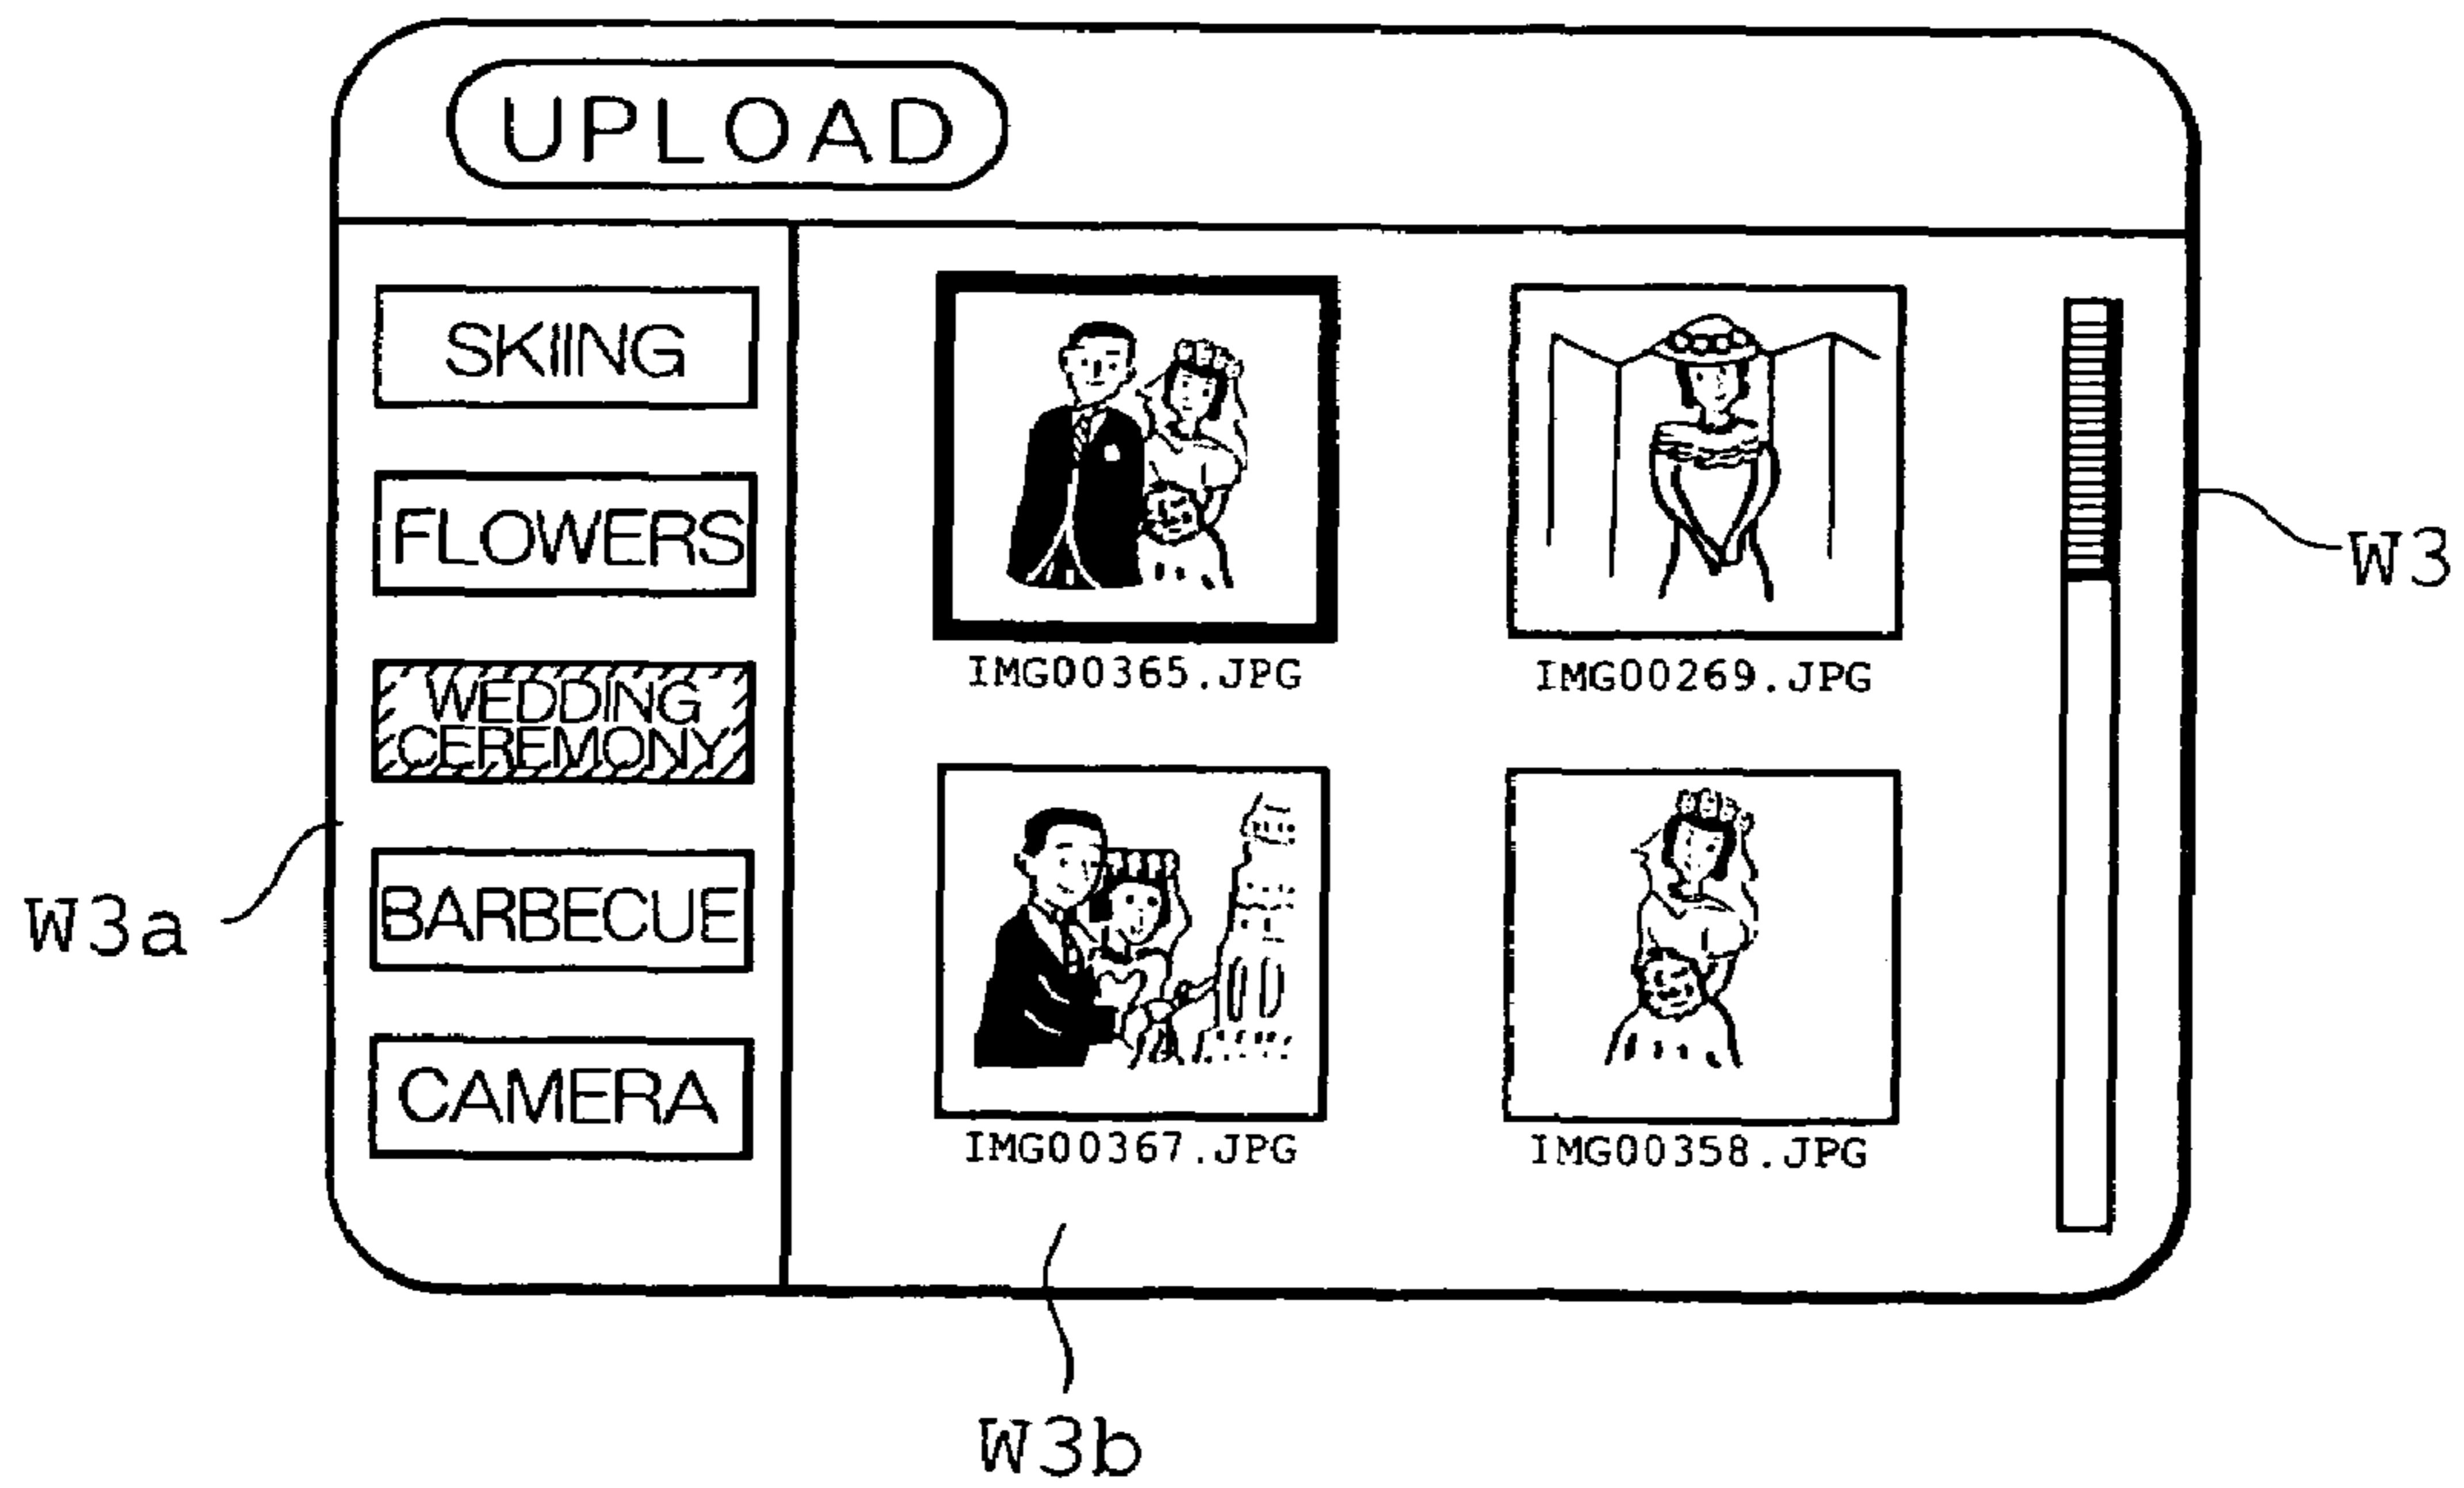 UPLOAD
SKIING
FLOWERS
WEDDING
CEREMONY
BARBECUE
CAMERA
IMG00365.JPG
IMG00269.JPG
IMG00367.JPG
IMG00358.JPG
W3
W3a
W3b